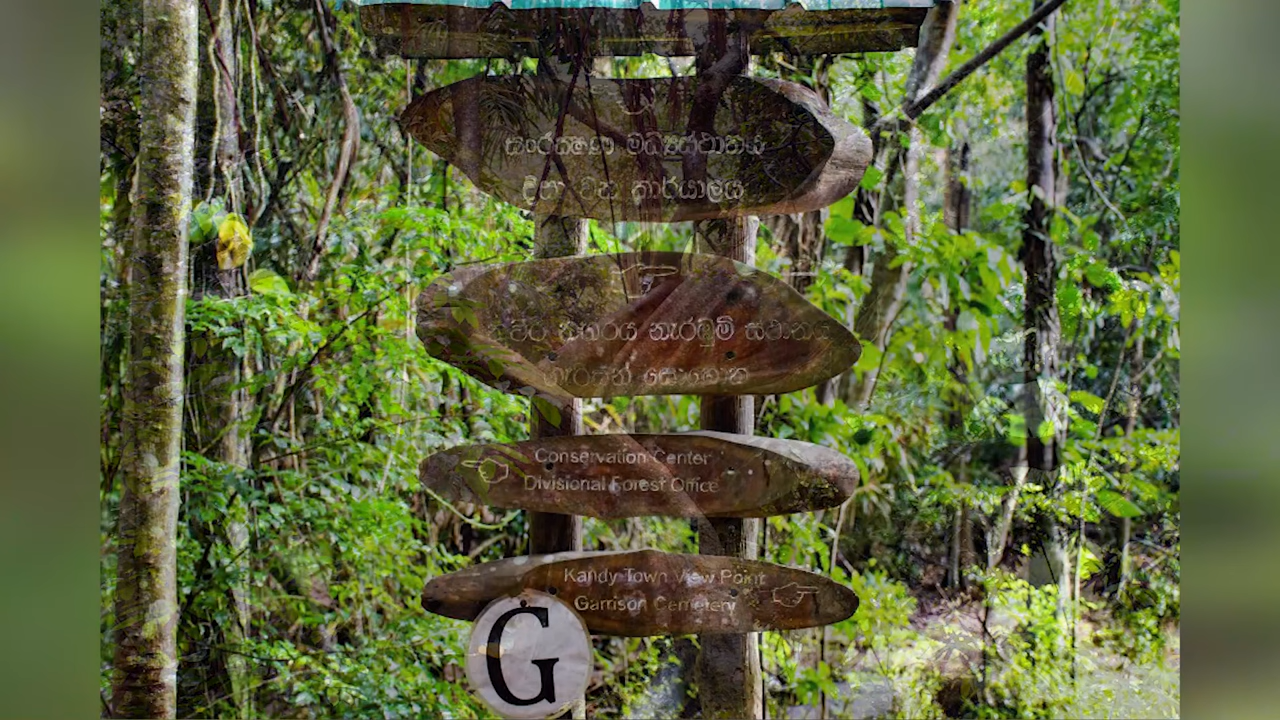 සංරක්ෂණ මධ්‍යස්ථානය
දිසා වන කාර්යාලය
නුවර නගරය නැරඹුම් ස්ථානය
ගැරිසන් සොහොන
Conservation Center
Divisional Forest Office
Kandy Town View Point
Garrison Cemetery
G